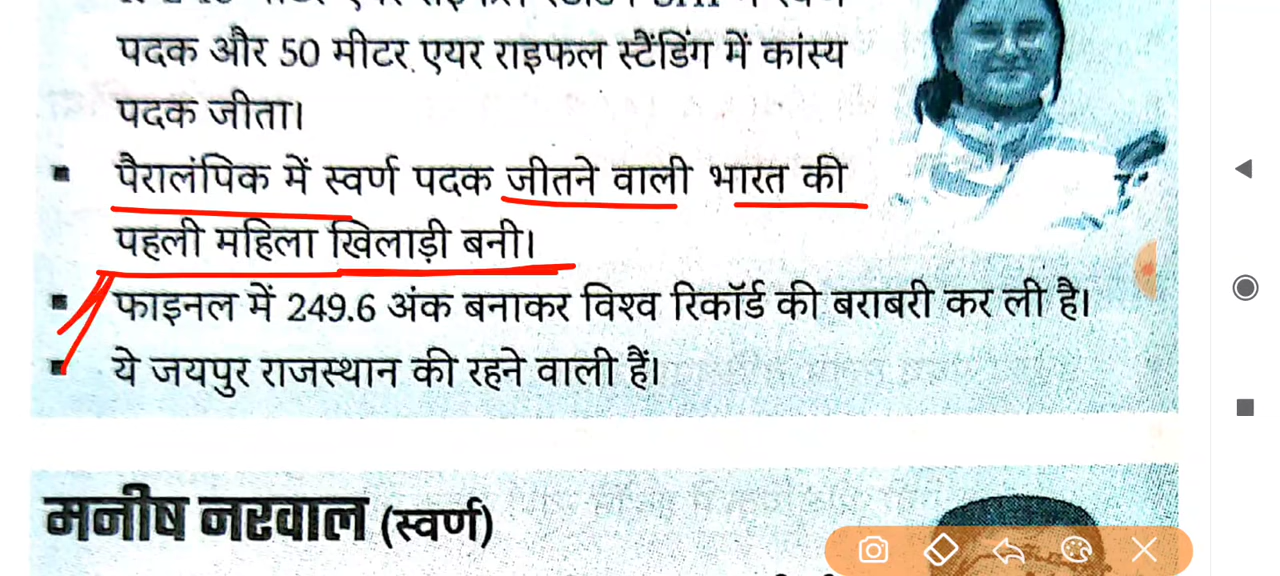 पदक और 50 मीटर एयर राइफल स्टैंडिंग में कांस्य
पदक जीता।
▪ पैरालंपिक में स्वर्ण पदक जीतने वाली भारत की
पहली महिला खिलाड़ी बनी।
▪ फाइनल में 249.6 अंक बनाकर विश्व रिकॉर्ड की बराबरी कर ली है।
▪ ये जयपुर राजस्थान की रहने वाली हैं।
मनीष नरवाल (स्वर्ण)